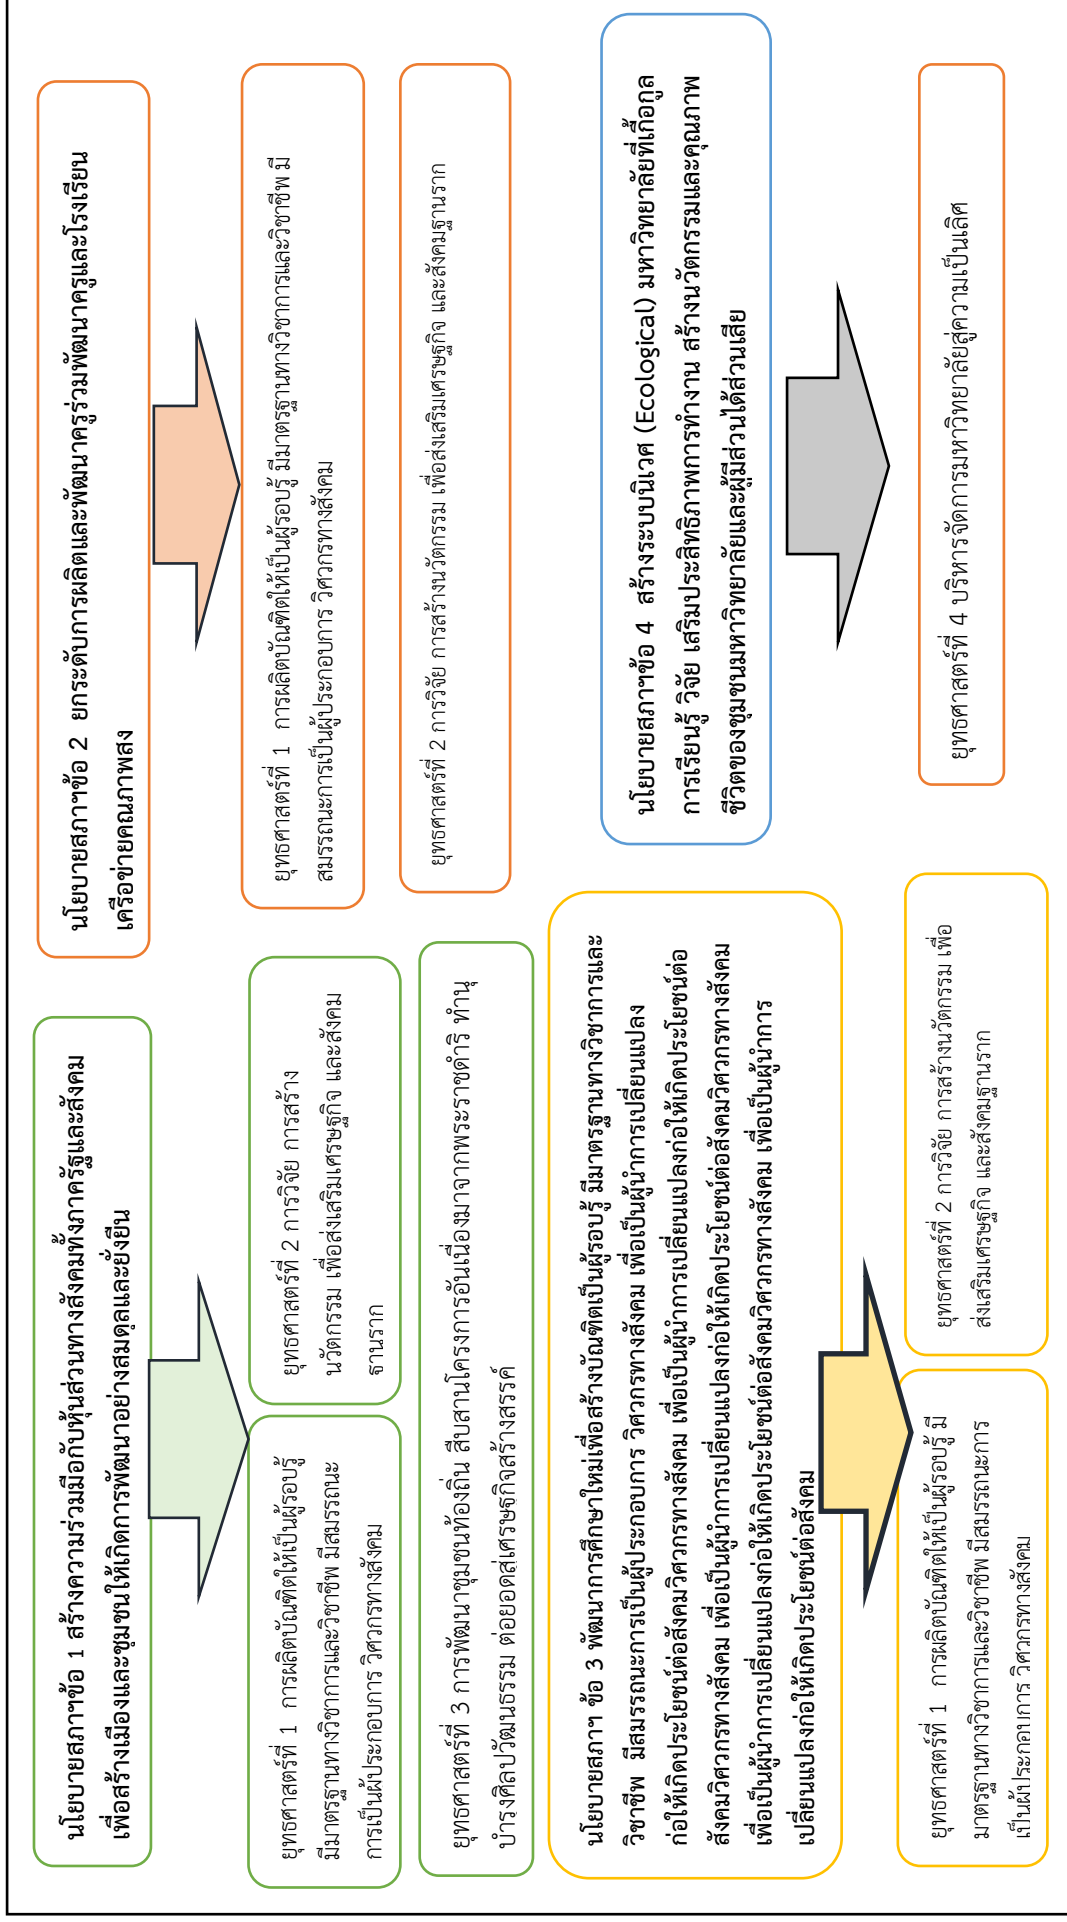 นโยบายสภาฯข้อ 1 สร้างความร่วมมือกับหุ้นส่วนทางสังคมทั้งภาครัฐและสังคม
เพื่อสร้างเมืองและชุมชนให้เกิดการพัฒนาอย่างสมดุลและยั่งยืน
ยุทธศาสตร์ที่ 1 การผลิตบัณฑิตให้เป็นผู้รอบรู้
มีมาตรฐานทางวิชาการและวิชาชีพ มีสมรรถนะ
การเป็นผู้ประกอบการ วิศวกรทางสังคม
ยุทธศาสตร์ที่ 2 การวิจัย การสร้าง
นวัตกรรม เพื่อส่งเสริมเศรษฐกิจ และสังคม
ฐานราก
ยุทธศาสตร์ที่ 3 การพัฒนาชุมชนท้องถิ่น สืบสานโครงการอันเนื่องมาจากพระราชดำริ ทำนุ
บำรุงศิลปวัฒนธรรม ต่อยอดสู่เศรษฐกิจสร้างสรรค์
นโยบายสภาฯข้อ 2 ยกระดับการผลิตและพัฒนาครูร่วมพัฒนาครูและโรงเรียน
เครือข่ายคุณภาพสูง
ยุทธศาสตร์ที่ 1 การผลิตบัณฑิตให้เป็นผู้รอบรู้ มีมาตรฐานทางวิชาการและวิชาชีพ มี
สมรรถนะการเป็นผู้ประกอบการ วิศวกรทางสังคม
ยุทธศาสตร์ที่ 2 การวิจัย การสร้างนวัตกรรม เพื่อส่งเสริมเศรษฐกิจ และสังคมฐานราก
นโยบายสภาฯ ข้อ 3 พัฒนาการศึกษาใหม่เพื่อสร้างบัณฑิตเป็นผู้รอบรู้ มีมาตรฐานทางวิชาการและ
วิชาชีพ มีสมรรถนะการเป็นผู้ประกอบการ วิศวกรทางสังคม เพื่อเป็นผู้นำการเปลี่ยนแปลง
ก่อให้เกิดประโยชน์ต่อสังคมวิศวกรทางสังคม เพื่อเป็นผู้นำการเปลี่ยนแปลงก่อให้เกิดประโยชน์ต่อ
สังคมวิศวกรทางสังคม เพื่อเป็นผู้นำการเปลี่ยนแปลงก่อให้เกิดประโยชน์ต่อสังคมวิศวกรทางสังคม
เพื่อเป็นผู้นำการเปลี่ยนแปลงก่อให้เกิดประโยชน์ต่อสังคมวิศวกรทางสังคม เพื่อเป็นผู้นำการ
เปลี่ยนแปลงก่อให้เกิดประโยชน์ต่อสังคม
ยุทธศาสตร์ที่ 1 การผลิตบัณฑิตให้เป็นผู้รอบรู้ มี
มาตรฐานทางวิชาการและวิชาชีพ มีสมรรถนะการ
เป็นผู้ประกอบการ วิศวกรทางสังคม
ยุทธศาสตร์ที่ 2 การวิจัย การสร้างนวัตกรรม เพื่อ
ส่งเสริมเศรษฐกิจ และสังคมฐานราก
นโยบายสภาฯข้อ 4 สร้างระบบนิเวศ (Ecological) มหาวิทยาลัยที่เกื้อกูล
การเรียนรู้ วิจัย เสริมประสิทธิภาพการทำงาน สร้างนวัตกรรมและคุณภาพ
ชีวิตของชุมชนมหาวิทยาลัยและผู้มีส่วนได้ส่วนเสีย
ยุทธศาสตร์ที่ 4 บริหารจัดการมหาวิทยาลัยสู่ความเป็นเลิศ